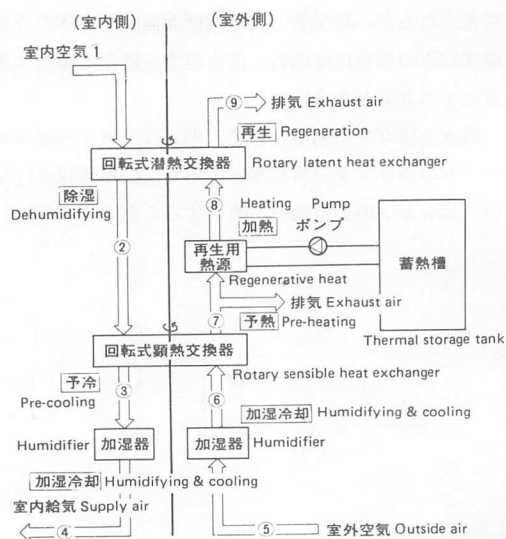 (室内側)
(室外側)
室内空気1
⑨
排気 Exhaust air
再生 Regeneration
回転式潜熱交換器
Rotary latent heat exchanger
除湿
Dehumidifying
②
⑧
Heating
Pump
加熱
ポンプ
再生用
熱源
蓄熱槽
Regenerative heat
排気 Exhaust air
⑦
予熱 Pre-heating
Thermal storage tank
回転式顕熱交換器
Rotary sensible heat exchanger
予冷
Pre-cooling
③
⑥
加湿冷却 Humidifying & cooling
Humidifier
加湿器
加湿器
Humidifier
加湿冷却 Humidifying & cooling
室内給気 Supply air
④
⑤
室外空気 Outside air